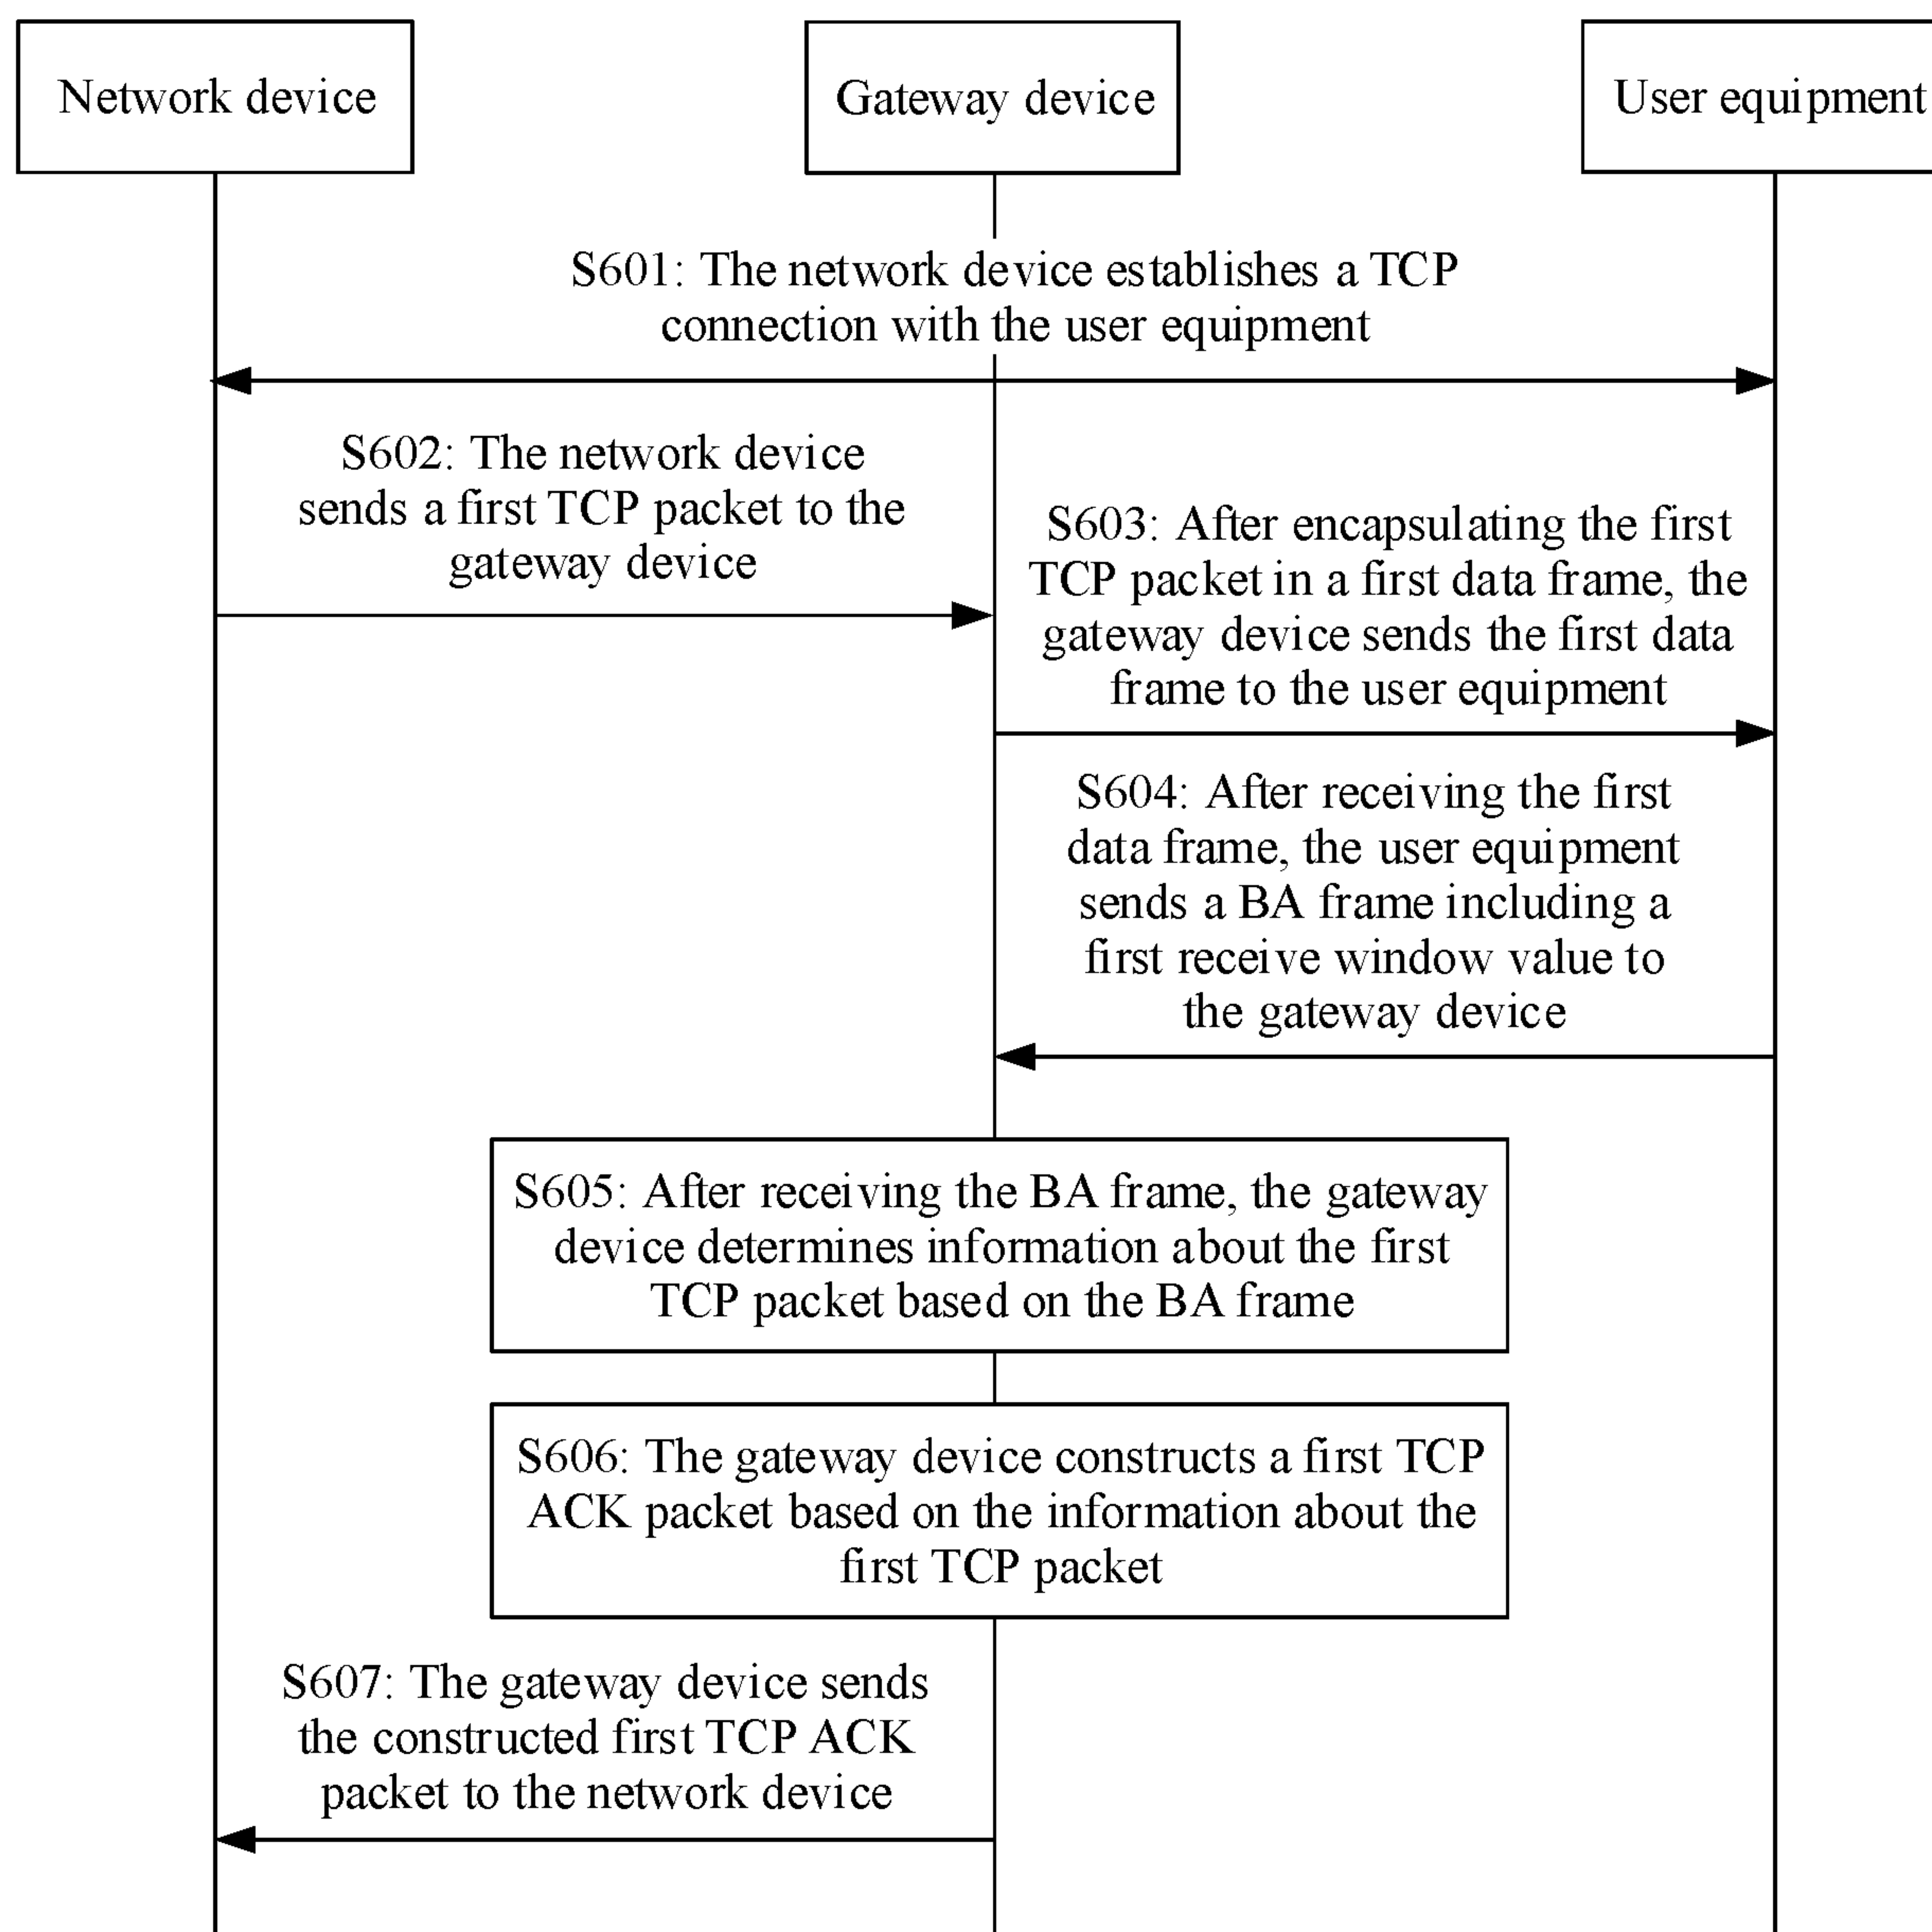 Network device
Gateway device
User equipment
S601: The network device establishes a TCP
connection with the user equipment
S602: The network device
sends a first TCP packet to the
gateway device
S603: After encapsulating the first
TCP packet in a first data frame, the
gateway device sends the first data
frame to the user equipment
S604: After receiving the first
data frame, the user equipment
sends a BA frame including a
first receive window value to
the gateway device
S605: After receiving the BA frame, the gateway
device determines information about the first
TCP packet based on the BA frame
S606: The gateway device constructs a first TCP
ACK packet based on the information about the
first TCP packet
S607: The gateway device sends
the constructed first TCP ACK
packet to the network device